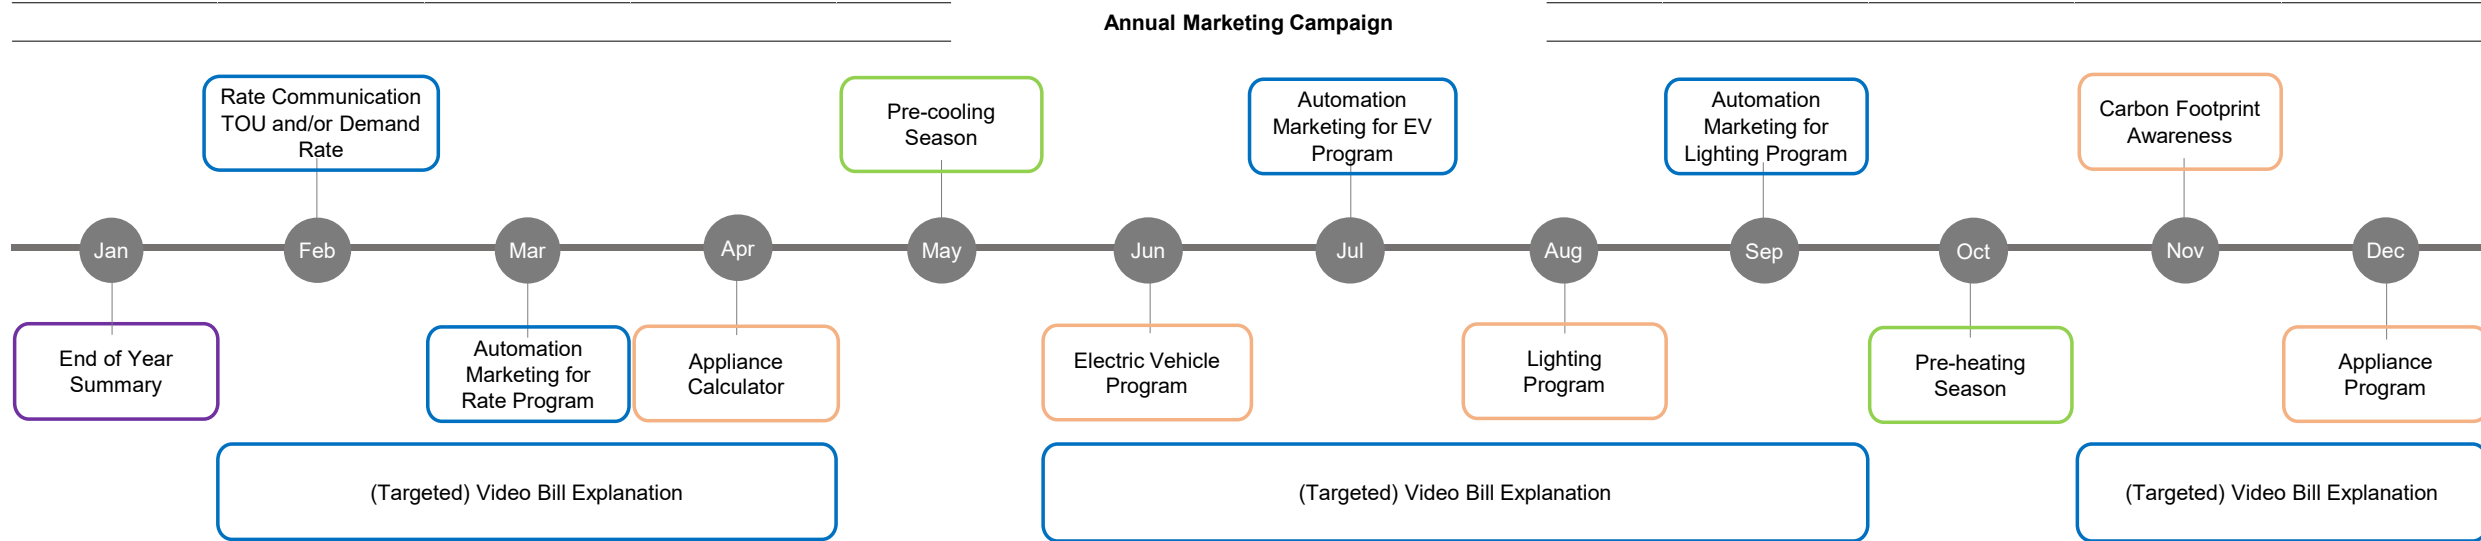 Annual Marketing Campaign
Rate Communication
TOU and/or Demand
Rate
Pre-cooling
Season
Automation
Marketing for EV
Program
Automation
Marketing for
Lighting Program
Carbon Footprint
Awareness
Jan
Feb
Mar
Apr
May
Jun
Jul
Aug
Sep
Oct
Nov
Dec
End of Year
Summary
Automation
Marketing for
Rate Program
Appliance
Calculator
Electric Vehicle
Program
Lighting
Program
Pre-heating
Season
Appliance
Program
(Targeted) Video Bill Explanation
(Targeted) Video Bill Explanation
(Targeted) Video Bill Explanation